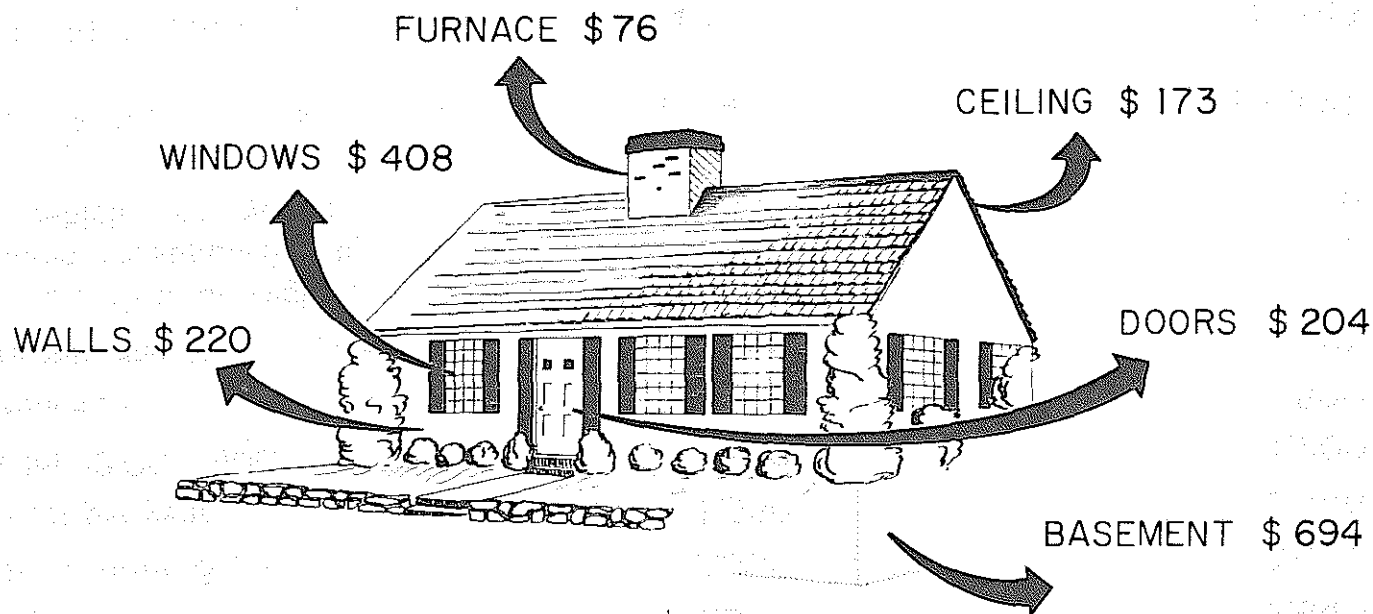 FURNACE $ 76
CEILING $ 173
WINDOWS $ 408
DOORS $ 204
WALLS $ 220
BASEMENT $ 694